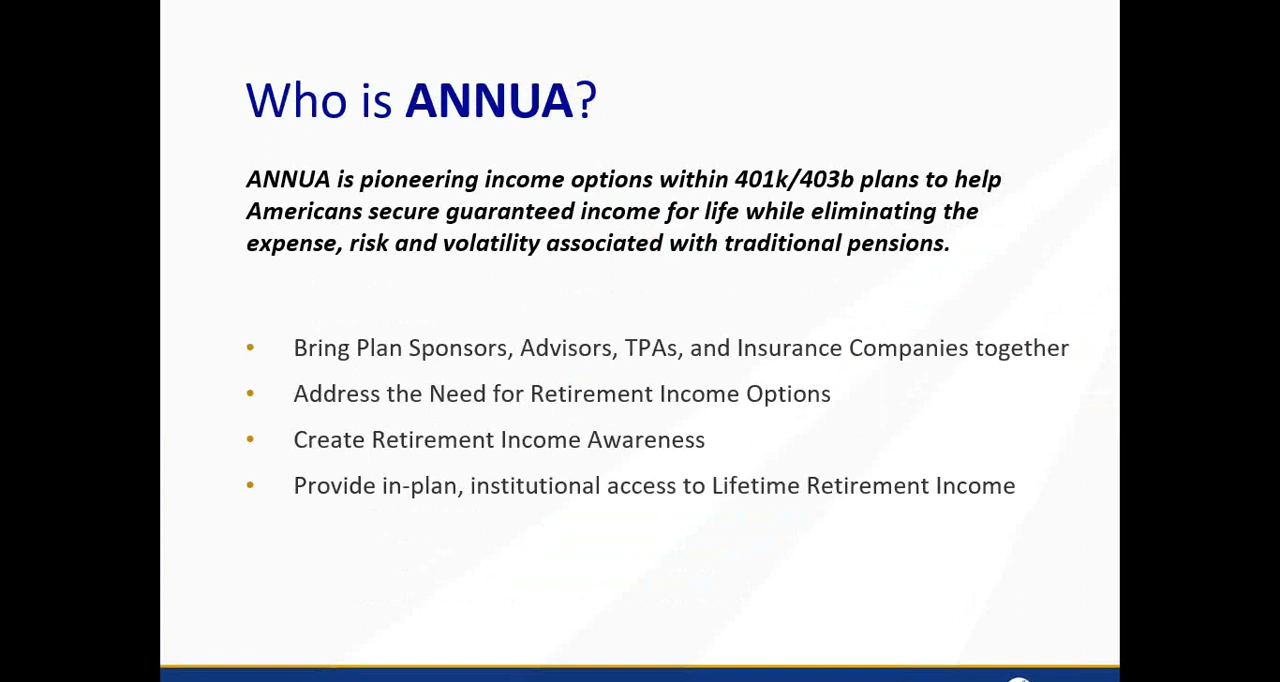 Who is ANNUA?
ANNUA is pioneering income options within 401k/403b plans to help
Americans secure guaranteed income for life while eliminating the
expense, risk and volatility associated with traditional pensions.
• Bring Plan Sponsors, Advisors, TPAs, and Insurance Companies together
• Address the Need for Retirement Income Options
• Create Retirement Income Awareness
• Provide in-plan, institutional access to Lifetime Retirement Income